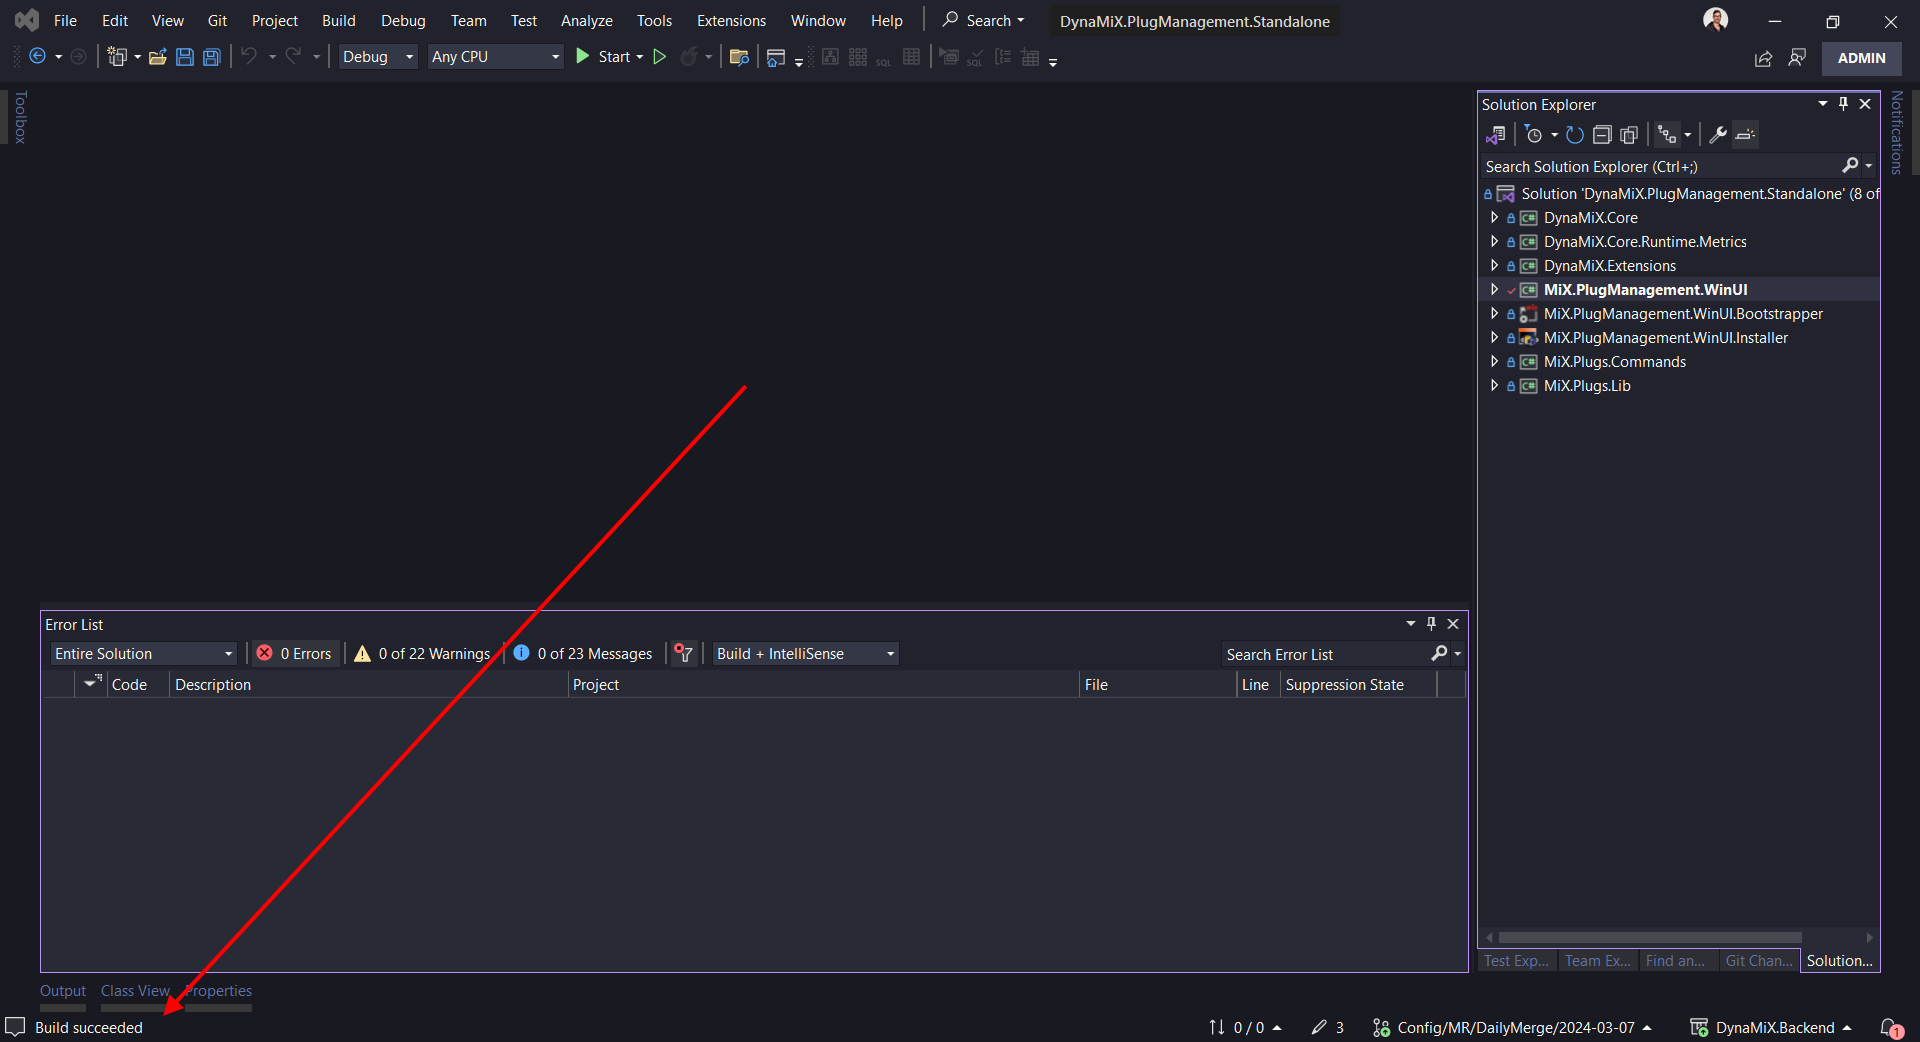 File Edit View Git Project Build Debug Team Test Analyze Tools Extensions Window Help Search DynaMiX.PlugManagement.Standalone
Debug Any CPU Start SQL SQL ADMIN
Toolbox
Solution Explorer
Search Solution Explorer (Ctrl+;)
Solution 'DynaMiX.PlugManagement.Standalone' (8 of
C# DynaMiX.Core
C# DynaMiX.Core.Runtime.Metrics
C# DynaMiX.Extensions
C# MiX.PlugManagement.WinUI
MiX.PlugManagement.WinUI.Bootstrapper
MiX.PlugManagement.WinUI.Installer
C# MiX.Plugs.Commands
C# MiX.Plugs.Lib
Notifications
Error List
Entire Solution 0 Errors 0 of 22 Warnings 0 of 23 Messages Build + IntelliSense Search Error List
Code Description Project File Line Suppression State
Test Exp... Team Ex... Find an... Git Chan... Solution...
Output Class View Properties
Build succeeded 0 / 0 3 Config/MR/DailyMerge/2024-03-07 DynaMiX.Backend 1